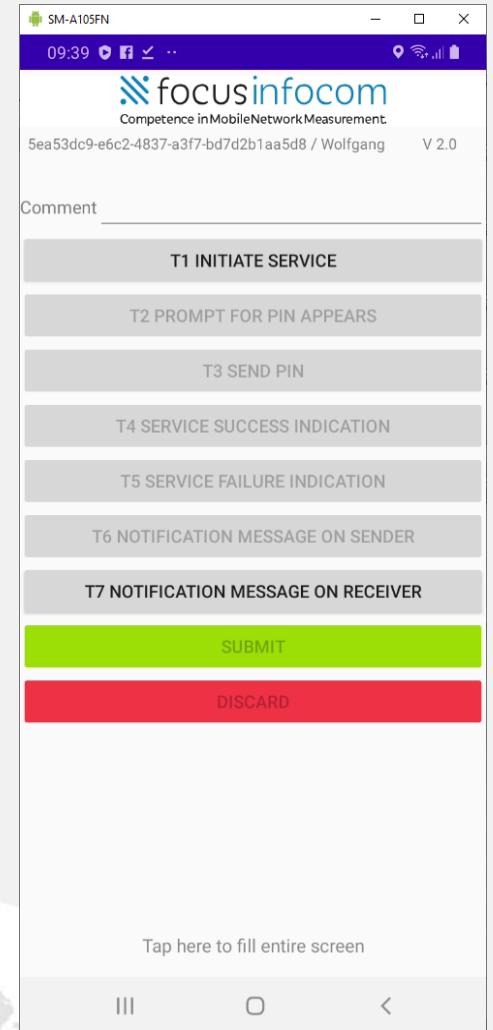 SM-A105FN
09:39
focusinfocom
Competence in MobileNetworkMeasurement.
5ea53dc9-e6c2-4837-a3f7-bd7d2b1aa5d8 / Wolfgang V 2.0
Comment
T1 INITIATE SERVICE
T2 PROMPT FOR PIN APPEARS
T3 SEND PIN
T4 SERVICE SUCCESS INDICATION
T5 SERVICE FAILURE INDICATION
T6 NOTIFICATION MESSAGE ON SENDER
T7 NOTIFICATION MESSAGE ON RECEIVER
SUBMIT
DISCARD
Tap here to fill entire screen